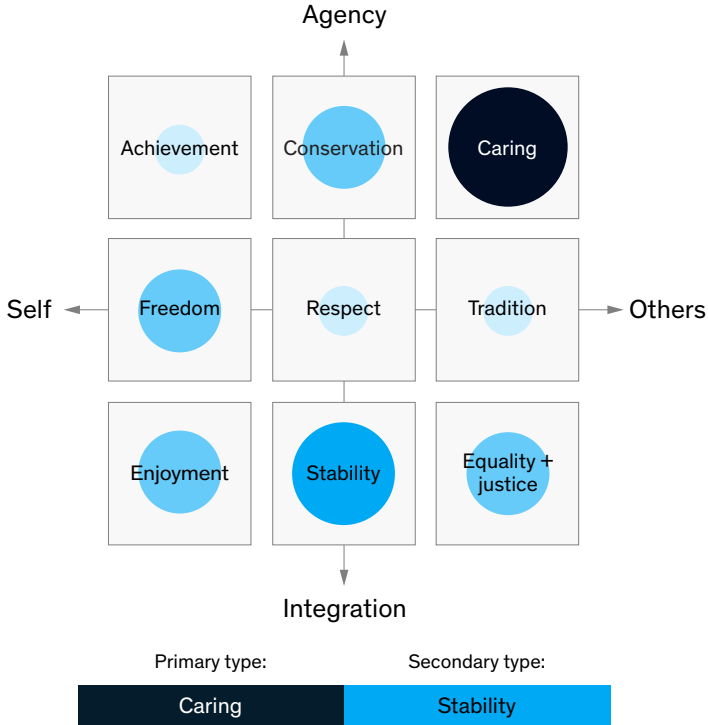 Agency
Achievement
Conservation
Caring
Self
Freedom
Respect
Tradition
Others
Enjoyment
Stability
Equality +
justice
Integration
Primary type:
Secondary type:
Caring
Stability